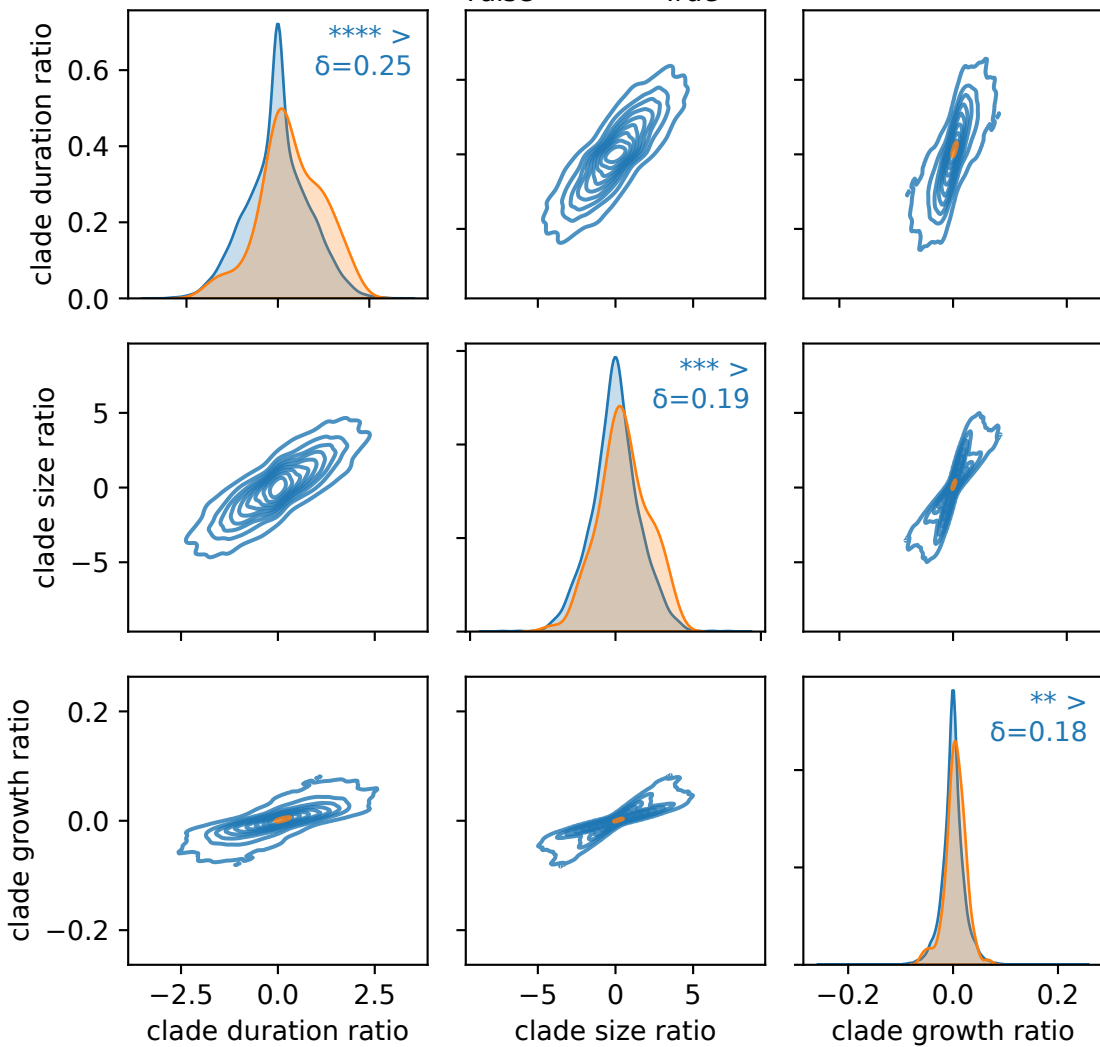 clade duration ratio
0.6
0.4
0.2
0.0
**** >
δ=0.25
clade size ratio
5
0
−5
*** >
δ=0.19
clade growth ratio
0.2
0.0
−0.2
** >
δ=0.18
−2.5 0.0 2.5
−5 0 5
−0.2 0.0 0.2
clade duration ratio
clade size ratio
clade growth ratio